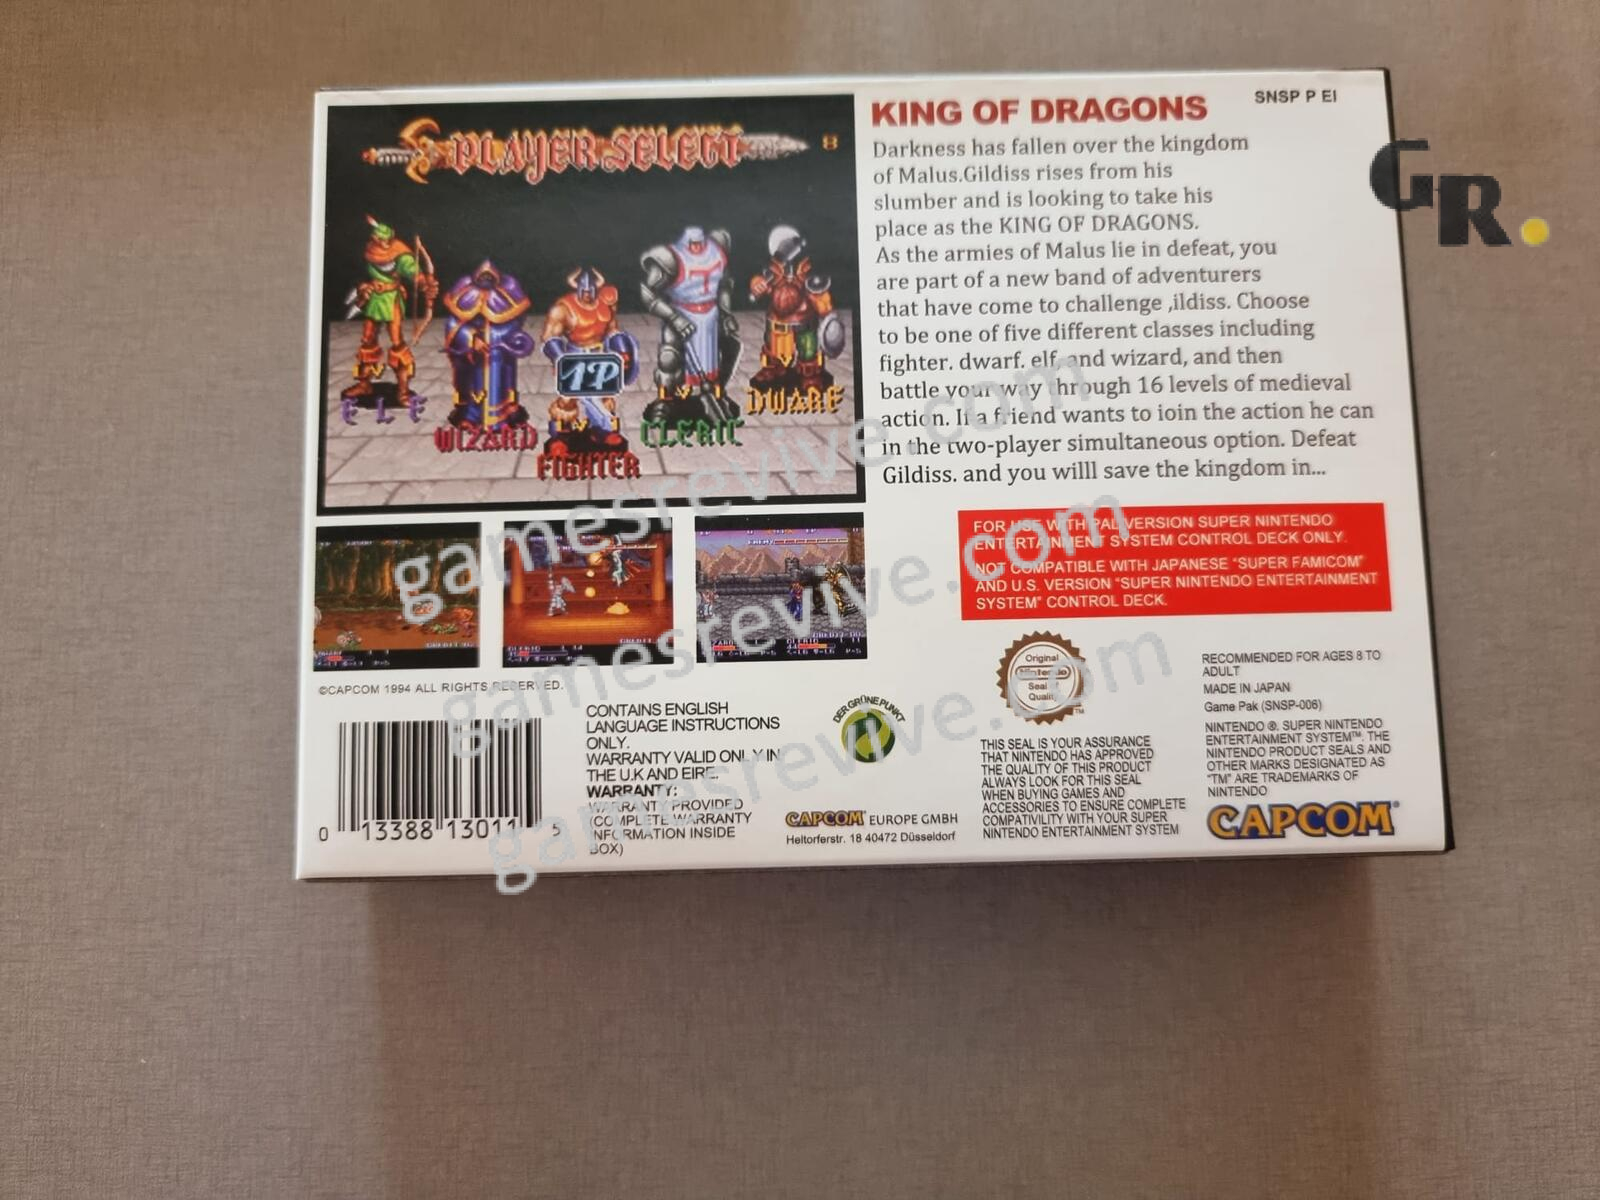 PLAYER SELECT
8
LV 1
LV 1
1P
LV 1
LV 1
LV 1
ELF
WIZARD
FIGHTER
CLERIC
DWARF
KING OF DRAGONS
SNSP P EI
Darkness has fallen over the kingdom
of Malus.Gildiss rises from his
slumber and is looking to take his
place as the KING OF DRAGONS.
As the armies of Malus lie in defeat, you
are part of a new band of adventurers
that have come to challenge ,ildiss. Choose
to be one of five different classes including
fighter. dwarf. elf and wizard, and then
battle your way through 16 levels of medieval
action. If a friend wants to ioin the action he can
in the two-player simultaneous option. Defeat
Gildiss. and you willl save the kingdom in...
FOR USE WITH PAL VERSION SUPER NINTENDO
ENTERTAINMENT SYSTEM CONTROL DECK ONLY.
NOT COMPATIBLE WITH JAPANESE "SUPER FAMICOM"
AND U.S. VERSION "SUPER NINTENDO ENTERTAINMENT
SYSTEM" CONTROL DECK.
©CAPCOM 1994 ALL RIGHTS RESERVED.
0 13388 13011 5
CONTAINS ENGLISH
LANGUAGE INSTRUCTIONS
ONLY.
WARRANTY VALID ONLY IN
THE U.K AND EIRE.
WARRANTY:
WARRANTY PROVIDED
(COMPLETE WARRANTY
INFORMATION INSIDE
BOX)
DER GRÜNE PUNKT
CAPCOM EUROPE GMBH
Heltorferstr. 18 40472 Düsseldorf
Original
Nintendo
Seal of
Quality
TM
THIS SEAL IS YOUR ASSURANCE
THAT NINTENDO HAS APPROVED
THE QUALITY OF THIS PRODUCT
ALWAYS LOOK FOR THIS SEAL
WHEN BUYING GAMES AND
ACCESSORIES TO ENSURE COMPLETE
COMPATIVILITY WITH YOUR SUPER
NINTENDO ENTERTAINMENT SYSTEM
RECOMMENDED FOR AGES 8 TO
ADULT
MADE IN JAPAN
Game Pak (SNSP-006)
NINTENDO ®, SUPER NINTENDO
ENTERTAINMENT SYSTEM™. THE
NINTENDO PRODUCT SEALS AND
OTHER MARKS DESIGNATED AS
"TM" ARE TRADEMARKS OF
NINTENDO
CAPCOM®
GR.
gamesrevive.com
gamesrevive.com
gamesrevive.com